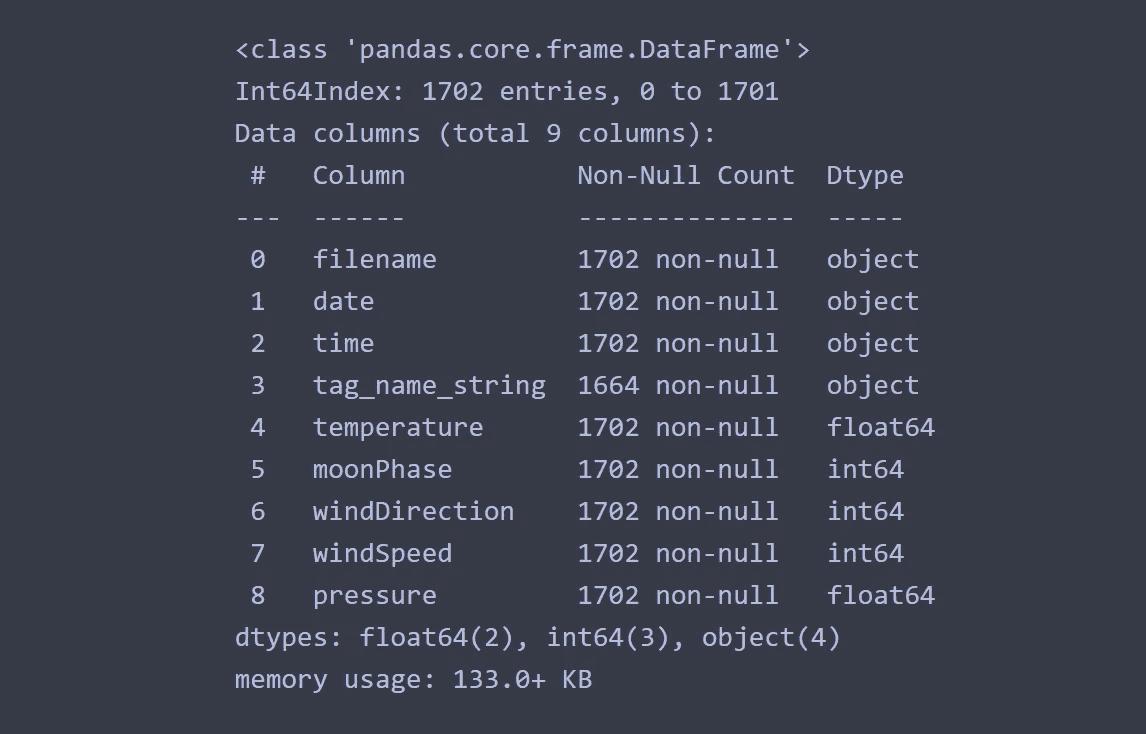 <class 'pandas.core.frame.DataFrame'>
Int64Index: 1702 entries, 0 to 1701
Data columns (total 9 columns):
 #   Column           Non-Null Count  Dtype
---  ------           --------------  -----
 0   filename         1702 non-null   object
 1   date             1702 non-null   object
 2   time             1702 non-null   object
 3   tag_name_string  1664 non-null   object
 4   temperature      1702 non-null   float64
 5   moonPhase        1702 non-null   int64
 6   windDirection    1702 non-null   int64
 7   windSpeed        1702 non-null   int64
 8   pressure         1702 non-null   float64
dtypes: float64(2), int64(3), object(4)
memory usage: 133.0+ KB